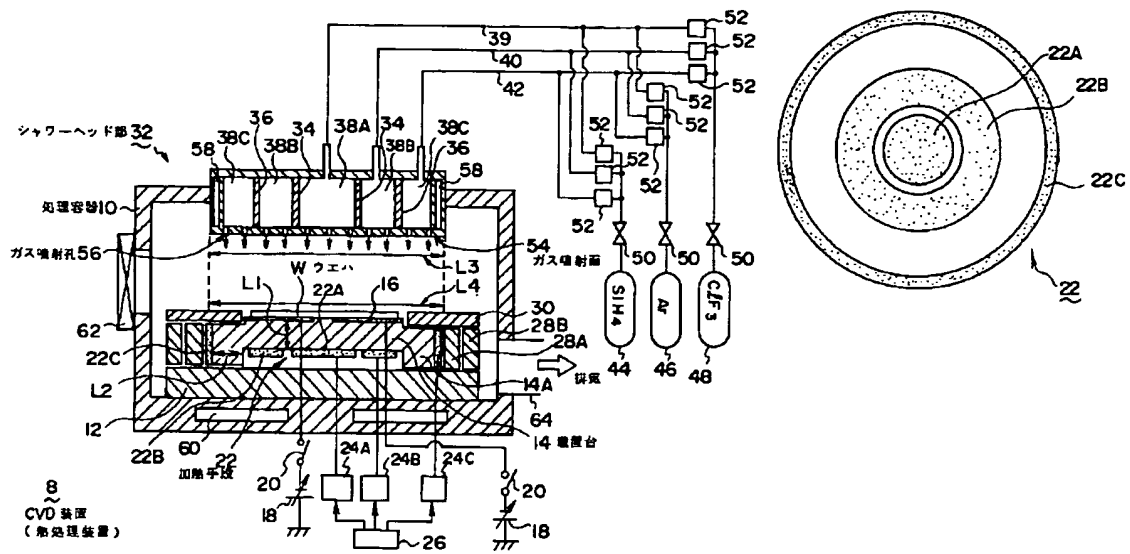 52
39
52
40
52
42
52
52
52
52
52
52
50
50
50
SiH4
Ar
ClF3
44
46
48
シャワーヘッド部 32
58
38C
36
38B
34
38A
34
38B
38C
36
58
処理容器10
ガス噴射孔56
54
ガス噴射面
L3
W ウエハ
L4
L1
22A
16
30
28B
28A
62
22C
L2
12
22B
60
22
加熱手段
14A
排気
64
14 載置台
20
18
24A
24B
24C
26
20
18
8
CVD 装置
(熱処理装置)
22A
22B
22C
22